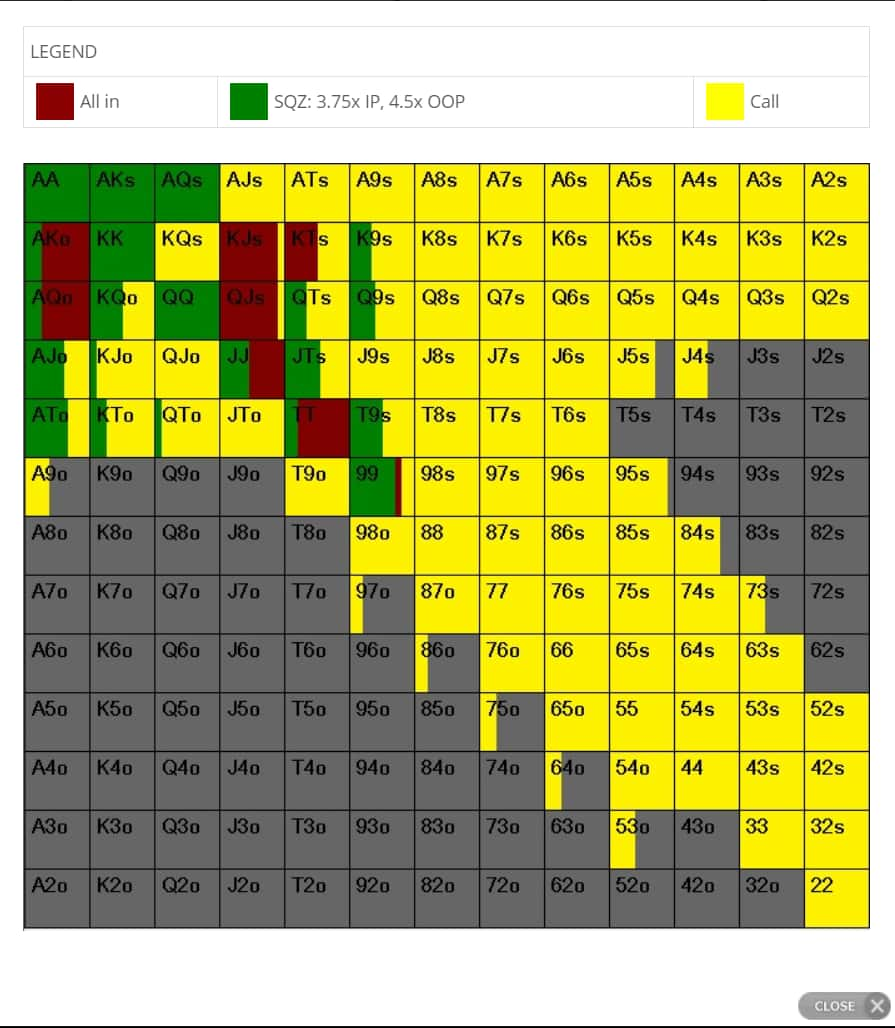 LEGEND
All in SQZ: 3.75x IP, 4.5x OOP Call
AA AKs AQs AJs ATs A9s A8s A7s A6s A5s A4s A3s A2s
AKo KK KQs KJs KTs K9s K8s K7s K6s K5s K4s K3s K2s
AQo KQo QQ QJs QTs Q9s Q8s Q7s Q6s Q5s Q4s Q3s Q2s
AJo KJo QJo JJ JTs J9s J8s J7s J6s J5s J4s J3s J2s
ATo KTo QTo JTo TT T9s T8s T7s T6s T5s T4s T3s T2s
A9o K9o Q9o J9o T9o 99 98s 97s 96s 95s 94s 93s 92s
A8o K8o Q8o J8o T8o 98o 88 87s 86s 85s 84s 83s 82s
A7o K7o Q7o J7o T7o 97o 87o 77 76s 75s 74s 73s 72s
A6o K6o Q6o J6o T6o 96o 86o 76o 66 65s 64s 63s 62s
A5o K5o Q5o J5o T5o 95o 85o 75o 65o 55 54s 53s 52s
A4o K4o Q4o J4o T4o 94o 84o 74o 64o 54o 44 43s 42s
A3o K3o Q3o J3o T3o 93o 83o 73o 63o 53o 43o 33 32s
A2o K2o Q2o J2o T2o 92o 82o 72o 62o 52o 42o 32o 22
CLOSE